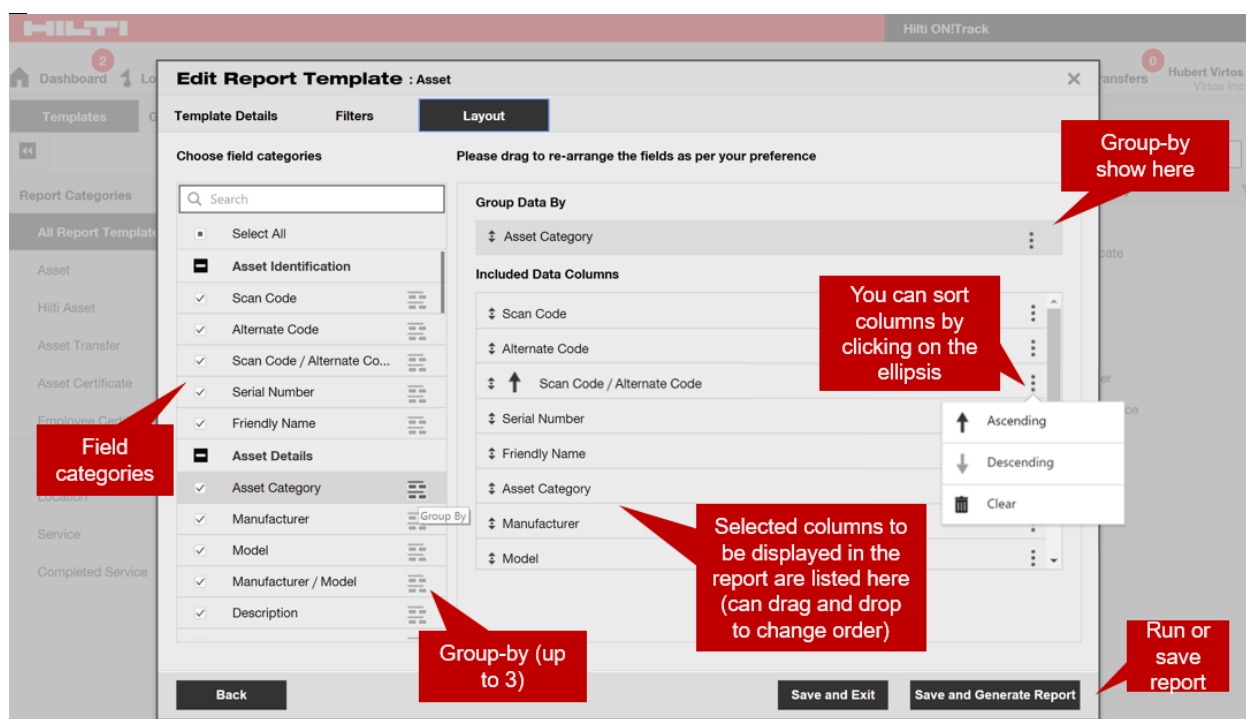 HILTI
Hilti ON!Track
2
Dashboard
Lo
Edit Report Template : Asset
0
ransfers
Hubert Virtos
Virtos Inc
Templates
Template Details
Filters
Layout
Choose field categories
Please drag to re-arrange the fields as per your preference
Group-by
show here
Report Categories
Search
Group Data By
All Report Templat
Select All
Asset Category
cate
Asset
Asset Identification
Included Data Columns
Hilti Asset
Scan Code
Scan Code
You can sort
columns by
clicking on the
ellipsis
Asset Transfer
Alternate Code
Alternate Code
Asset Certificate
Scan Code / Alternate Co...
Scan Code / Alternate Code
er
Serial Number
Serial Number
ce
Employee Cert
Friendly Name
Ascending
Field
categories
Asset Details
Friendly Name
Descending
Location
Asset Category
Asset Category
Clear
Group By
Service
Manufacturer
Manufacturer
Selected columns to
be displayed in the
report are listed here
(can drag and drop
to change order)
Model
Model
Completed Service
Manufacturer / Model
Description
Group-by (up
to 3)
Run or
save
report
Back
Save and Exit
Save and Generate Report